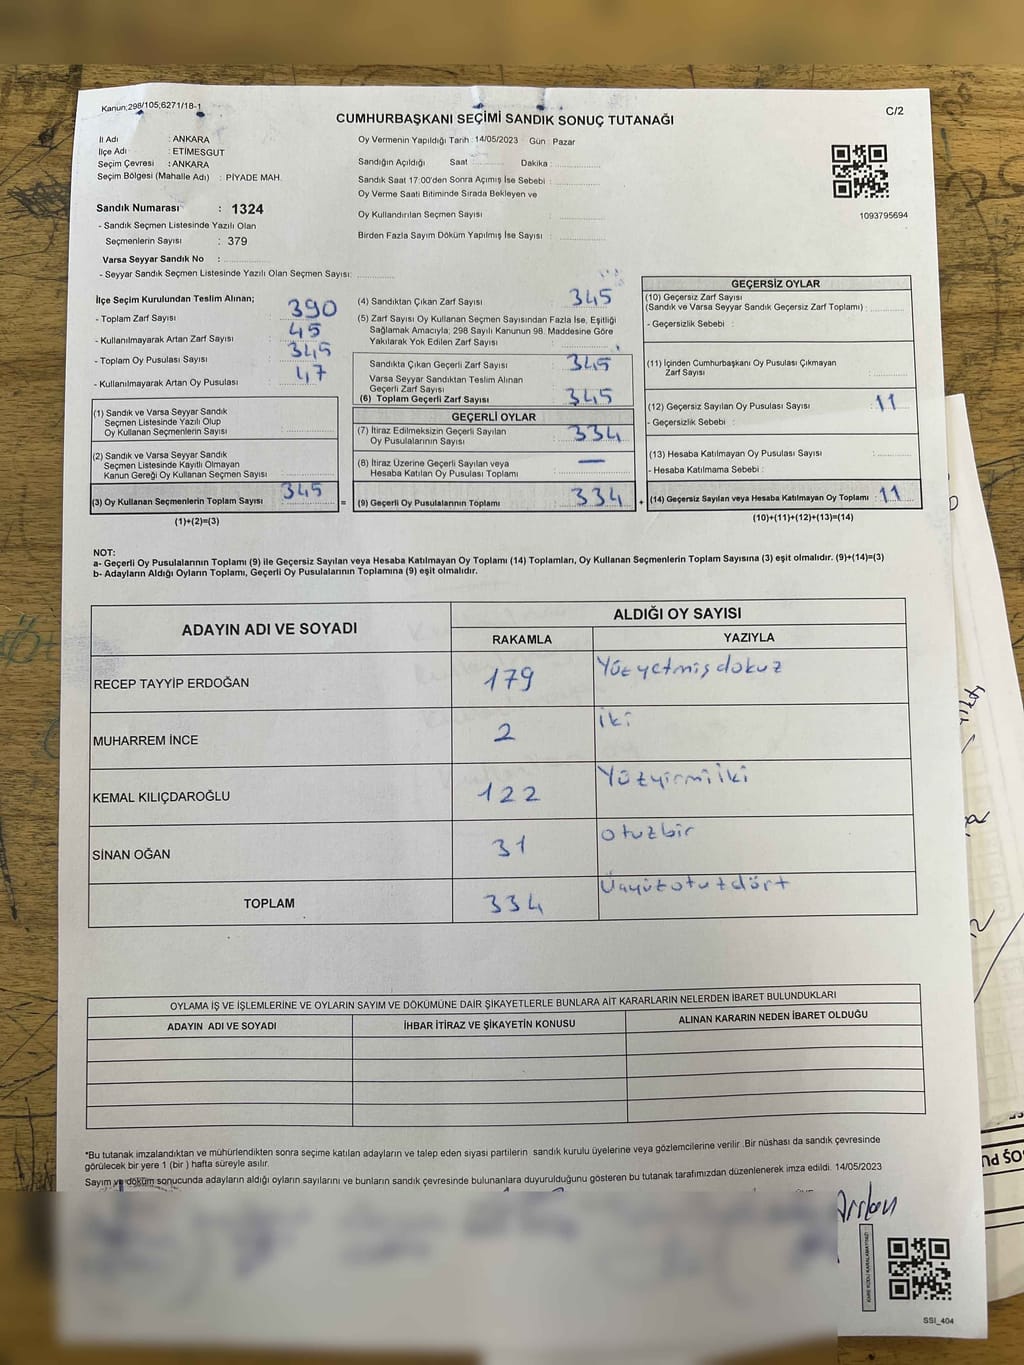 Kanun;298/105;6271/18-1
C/2
CUMHURBAŞKANI SEÇİMİ SANDIK SONUÇ TUTANAĞI
İl Adı : ANKARA
İlçe Adı : ETİMESGUT
Seçim Çevresi : ANKARA
Seçim Bölgesi (Mahalle Adı) : PİYADE MAH.
Sandık Numarası : 1324
- Sandık Seçmen Listesinde Yazılı Olan
Seçmenlerin Sayısı : 379
Varsa Seyyar Sandık No :
- Seyyar Sandık Seçmen Listesinde Yazılı Olan Seçmen Sayısı:
Oy Vermenin Yapıldığı Tarih : 14/05/2023 Gün : Pazar
Sandığın Açıldığı Saat : Dakika :
Sandık Saat 17:00'den Sonra Açımış İse Sebebi :
Oy Verme Saati Bitiminde Sırada Bekleyen ve
Oy Kullandırılan Seçmen Sayısı :
Birden Fazla Sayım Döküm Yapılmış İse Sayısı :
1093795694
İlçe Seçim Kurulundan Teslim Alınan;
- Toplam Zarf Sayısı : 390
- Kullanılmayarak Artan Zarf Sayısı : 45
- Toplam Oy Pusulası Sayısı : 345
- Kullanılmayarak Artan Oy Pusulası : 47
(1) Sandık ve Varsa Seyyar Sandık
Seçmen Listesinde Yazılı Olup
Oy Kullanan Seçmenlerin Sayısı :
(2) Sandık ve Varsa Seyyar Sandık
Seçmen Listesinde Kayıtlı Olmayan
Kanun Gereği Oy Kullanan Seçmen Sayısı :
(3) Oy Kullanan Seçmenlerin Toplam Sayısı : 345
(1)+(2)=(3)
=
(4) Sandıktan Çıkan Zarf Sayısı : 345
(5) Zarf Sayısı Oy Kullanan Seçmen Sayısından Fazla İse, Eşitliği
Sağlamak Amacıyla; 298 Sayılı Kanunun 98. Maddesine Göre
Yakılarak Yok Edilen Zarf Sayısı :
Sandıkta Çıkan Geçerli Zarf Sayısı : 345
Varsa Seyyar Sandıktan Teslim Alınan
Geçerli Zarf Sayısı :
(6) Toplam Geçerli Zarf Sayısı : 345
GEÇERLİ OYLAR
(7) İtiraz Edilmeksizin Geçerli Sayılan
Oy Pusulalarının Sayısı : 334
(8) İtiraz Üzerine Geçerli Sayılan veya
Hesaba Katılan Oy Pusulası Toplamı : —
(9) Geçerli Oy Pusulalarının Toplamı : 334
+
GEÇERSİZ OYLAR
(10) Geçersiz Zarf Sayısı
(Sandık ve Varsa Seyyar Sandık Geçersiz Zarf Toplamı) :
- Geçersizlik Sebebi :
(11) İçinden Cumhurbaşkanı Oy Pusulası Çıkmayan
Zarf Sayısı :
(12) Geçersiz Sayılan Oy Pusulası Sayısı : 11
- Geçersizlik Sebebi :
(13) Hesaba Katılmayan Oy Pusulası Sayısı :
- Hesaba Katılmama Sebebi :
(14) Geçersiz Sayılan veya Hesaba Katılmayan Oy Toplamı : 11
(10)+(11)+(12)+(13)=(14)
NOT:
a- Geçerli Oy Pusulalarının Toplamı (9) ile Geçersiz Sayılan veya Hesaba Katılmayan Oy Toplamı (14) Toplamları, Oy Kullanan Seçmenlerin Toplam Sayısına (3) eşit olmalıdır. (9)+(14)=(3)
b- Adayların Aldığı Oyların Toplamı, Geçerli Oy Pusulalarının Toplamına (9) eşit olmalıdır.
ADAYIN ADI VE SOYADI
ALDIĞI OY SAYISI
RAKAMLA YAZIYLA
RECEP TAYYİP ERDOĞAN 179 Yüzyetmişdokuz
MUHARREM İNCE 2 iki
KEMAL KILIÇDAROĞLU 122 Yüzyirmiiki
SİNAN OĞAN 31 otuzbir
TOPLAM 334 Üçyüzotuzdört
OYLAMA İŞ VE İŞLEMLERİNE VE OYLARIN SAYIM VE DÖKÜMÜNE DAİR ŞİKAYETLERLE BUNLARA AİT KARARLARIN NELERDEN İBARET BULUNDUKLARI
ADAYIN ADI VE SOYADI İHBAR İTİRAZ VE ŞİKAYETİN KONUSU ALINAN KARARIN NEDEN İBARET OLDUĞU
*Bu tutanak imzalandıktan ve mühürlendikten sonra seçime katılan adayların ve talep eden siyasi partilerin sandık kurulu üyelerine veya gözlemcilerine verilir .Bir nüshası da sandık çevresinde
görülecek bir yere 1 (bir ) hafta süreyle asılır.
Sayım ve döküm sonucunda adayların aldığı oyların sayılarını ve bunların sandık çevresinde bulunanlara duyurulduğunu gösteren bu tutanak tarafımızdan düzenlenerek imza edildi. 14/05/2023
SSI_404